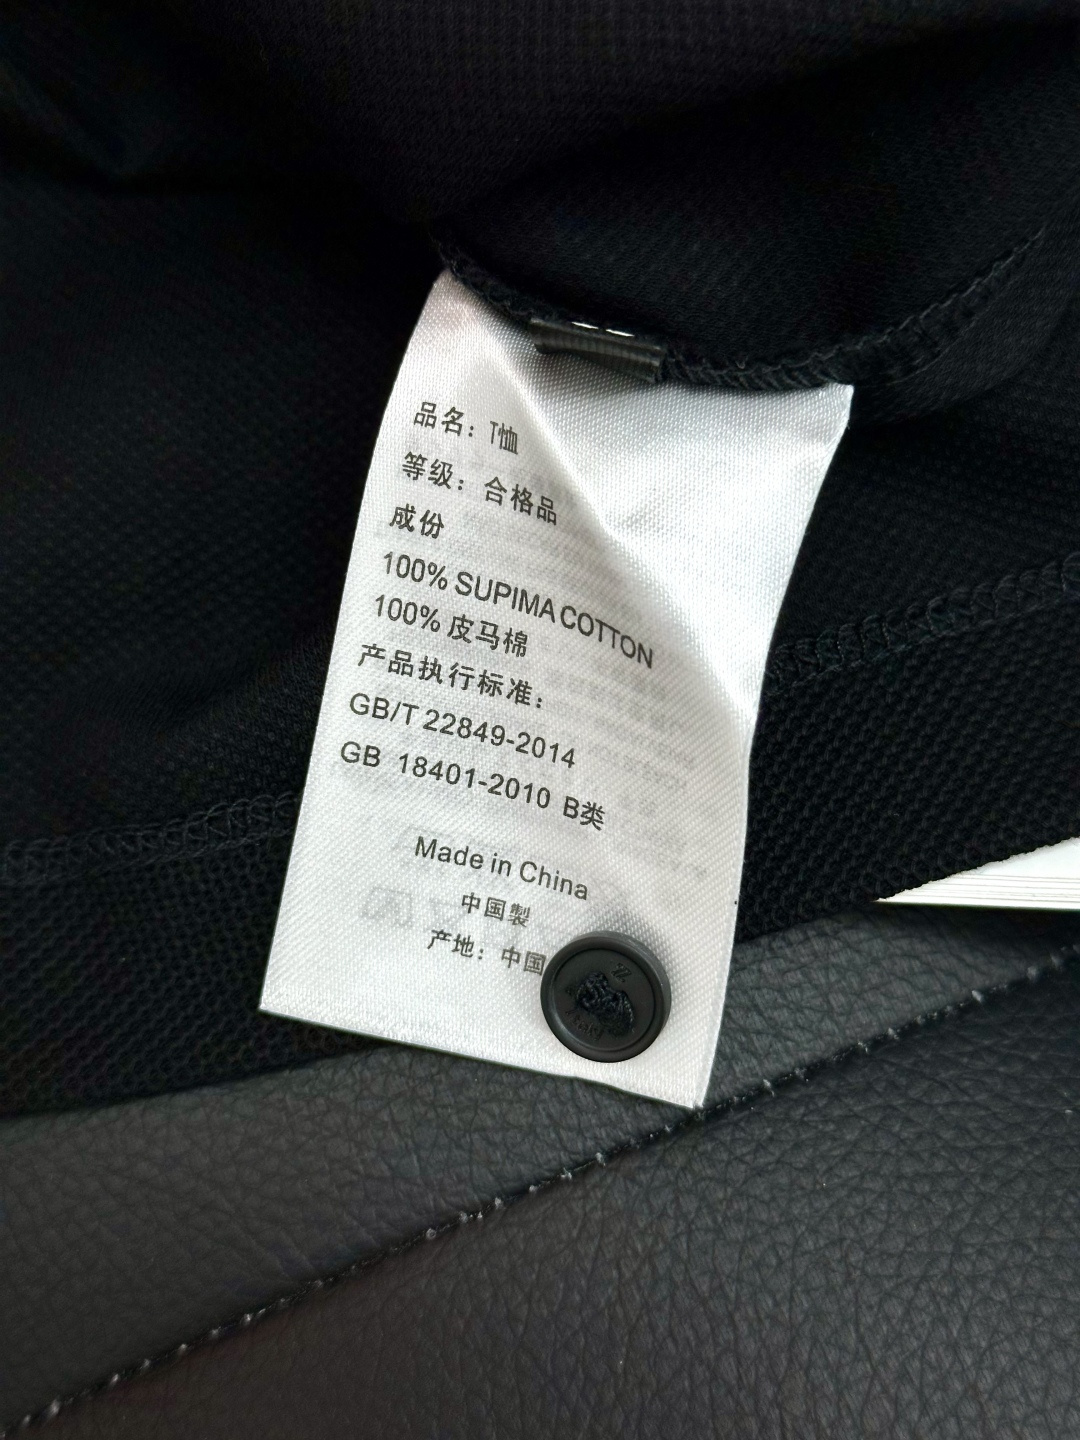 品名：T恤
等级：合格品
成份
100% SUPIMA COTTON
100% 皮马棉
产品执行标准：
GB/T 22849-2014
GB 18401-2010 B类
Made in China
中国製
产地：中国